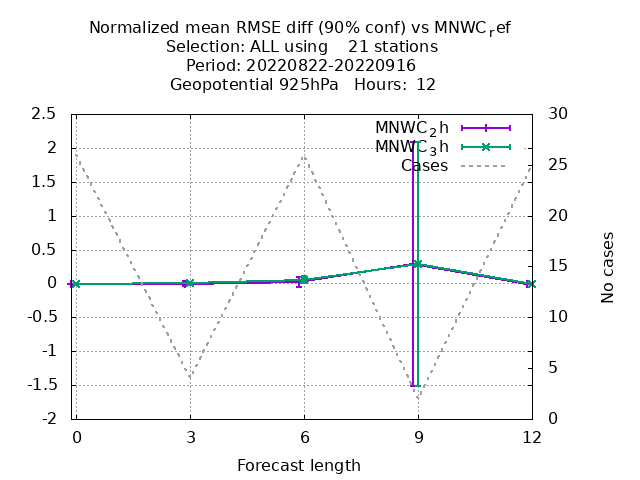 Normalized mean RMSE diff (90% conf) vs MNWC_ref
Selection: ALL using    21 stations
Period: 20220822-20220916
Geopotential 925hPa   Hours:  12
MNWC_2h
MNWC_3h
Cases
2.5
2
1.5
1
0.5
0
-0.5
-1
-1.5
-2
30
25
20
15
10
5
0
No cases
0
3
6
9
12
Forecast length